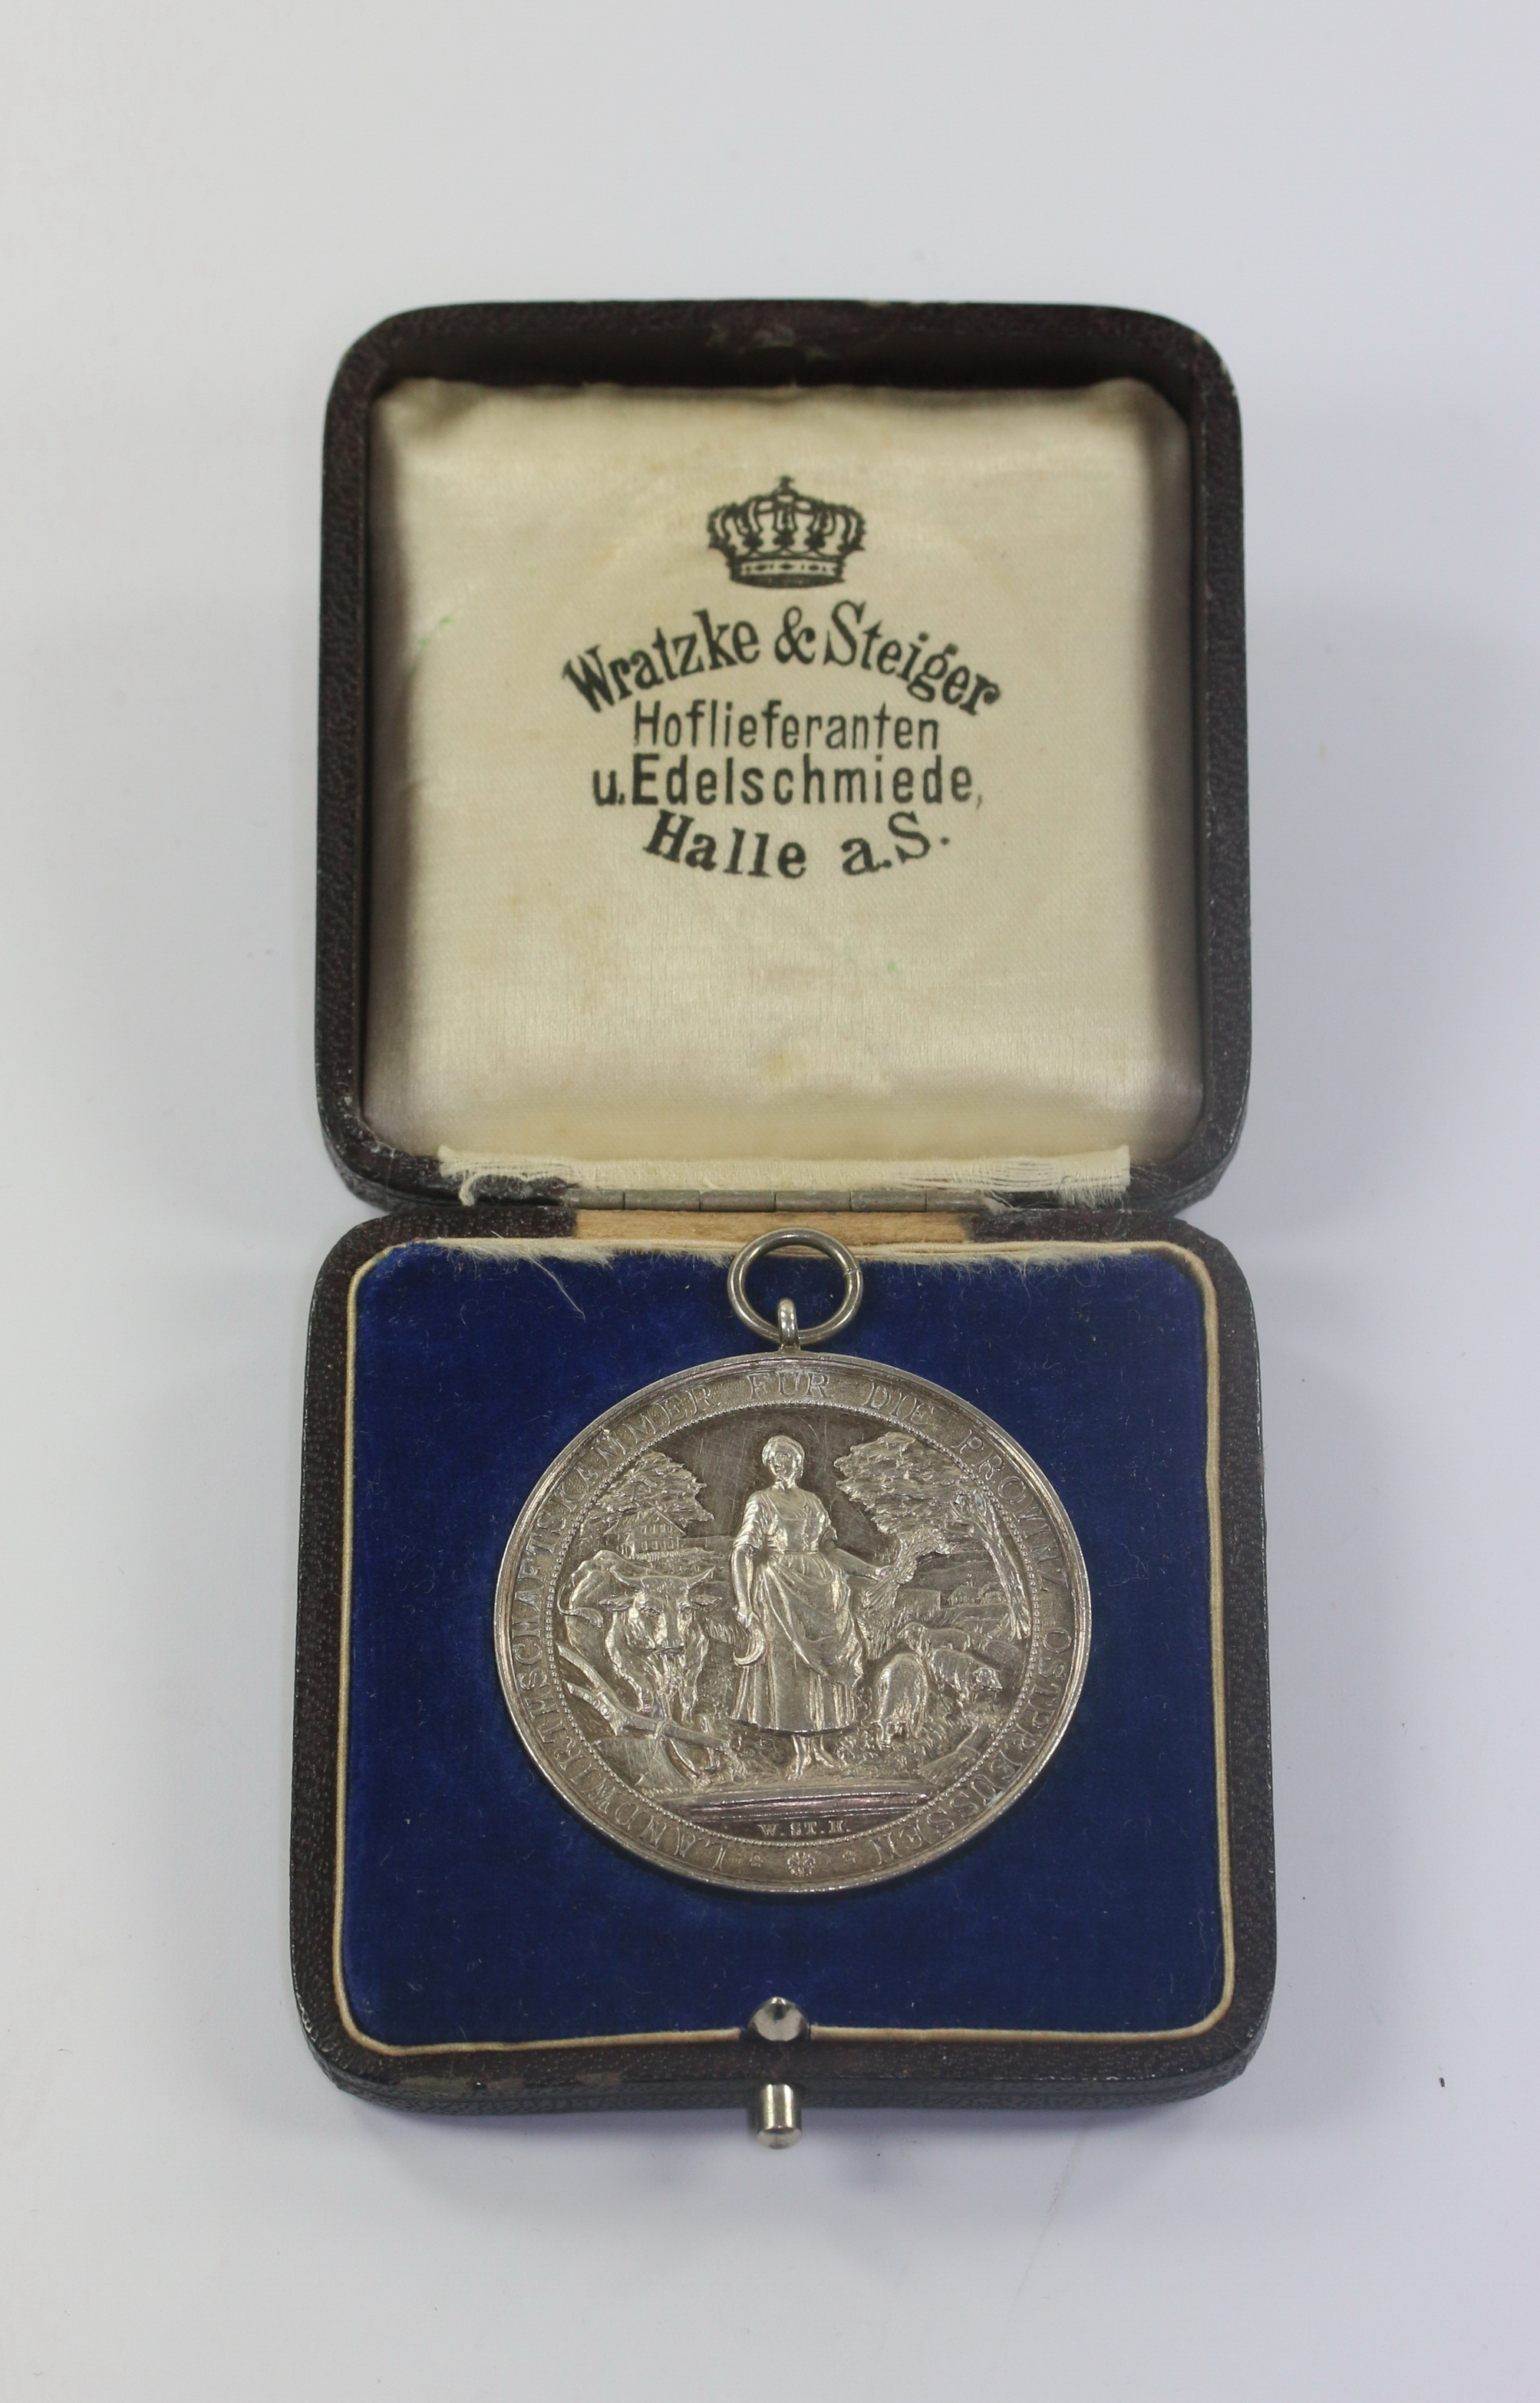 Wratzke & Steiger
Hoflieferanten
u. Edelschmiede,
Halle a.S.
LANDWIRTSCHAFTSKAMMER FÜR DIE PROVINZ OSTPREUSSEN
W. ST. H.